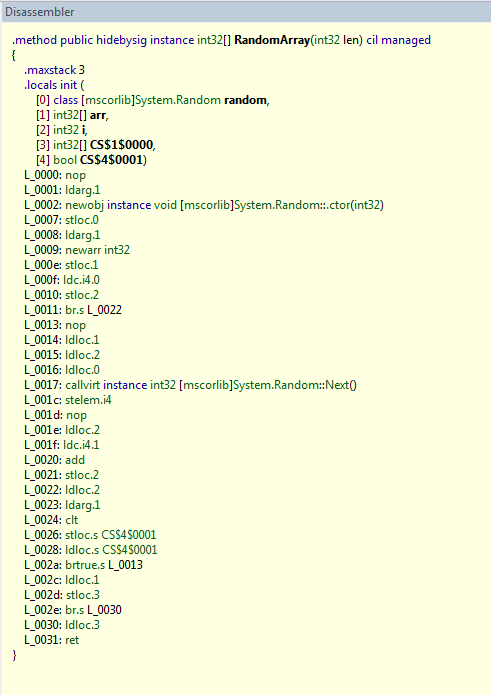 Disassembler
.method public hidebysig instance int32[] RandomArray(int32 len) cil managed
{
.maxstack 3
.locals init (
[0] class [mscorlib]System.Random random,
[1] int32[] arr,
[2] int32 i,
[3] int32[] CS$1$0000,
[4] bool CS$4$0001)
L_0000: nop
L_0001: ldarg.1
L_0002: newobj instance void [mscorlib]System.Random::.ctor(int32)
L_0007: stloc.0
L_0008: ldarg.1
L_0009: newarr int32
L_000e: stloc.1
L_000f: ldc.i4.0
L_0010: stloc.2
L_0011: br.s L_0022
L_0013: nop
L_0014: ldloc.1
L_0015: ldloc.2
L_0016: ldloc.0
L_0017: callvirt instance int32 [mscorlib]System.Random::Next()
L_001c: stelem.i4
L_001d: nop
L_001e: ldloc.2
L_001f: ldc.i4.1
L_0020: add
L_0021: stloc.2
L_0022: ldloc.2
L_0023: ldarg.1
L_0024: clt
L_0026: stloc.s CS$4$0001
L_0028: ldloc.s CS$4$0001
L_002a: brtrue.s L_0013
L_002c: ldloc.1
L_002d: stloc.3
L_002e: br.s L_0030
L_0030: ldloc.3
L_0031: ret
}